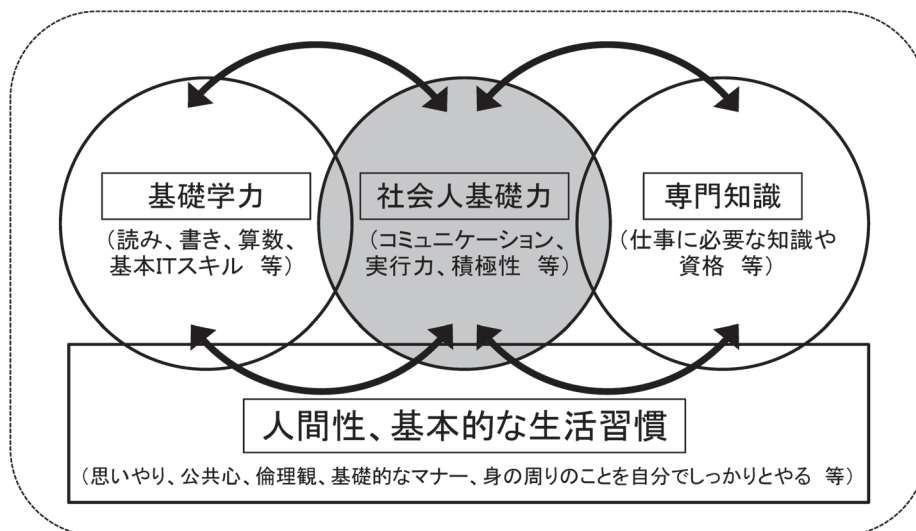 基礎学力
(読み、書き、算数、
基本ITスキル 等)
社会人基礎力
(コミュニケーション、
実行力、積極性 等)
専門知識
(仕事に必要な知識や
資格 等)
人間性、基本的な生活習慣
(思いやり、公共心、倫理観、基礎的なマナー、身の周りのことを自分でしっかりとやる 等)